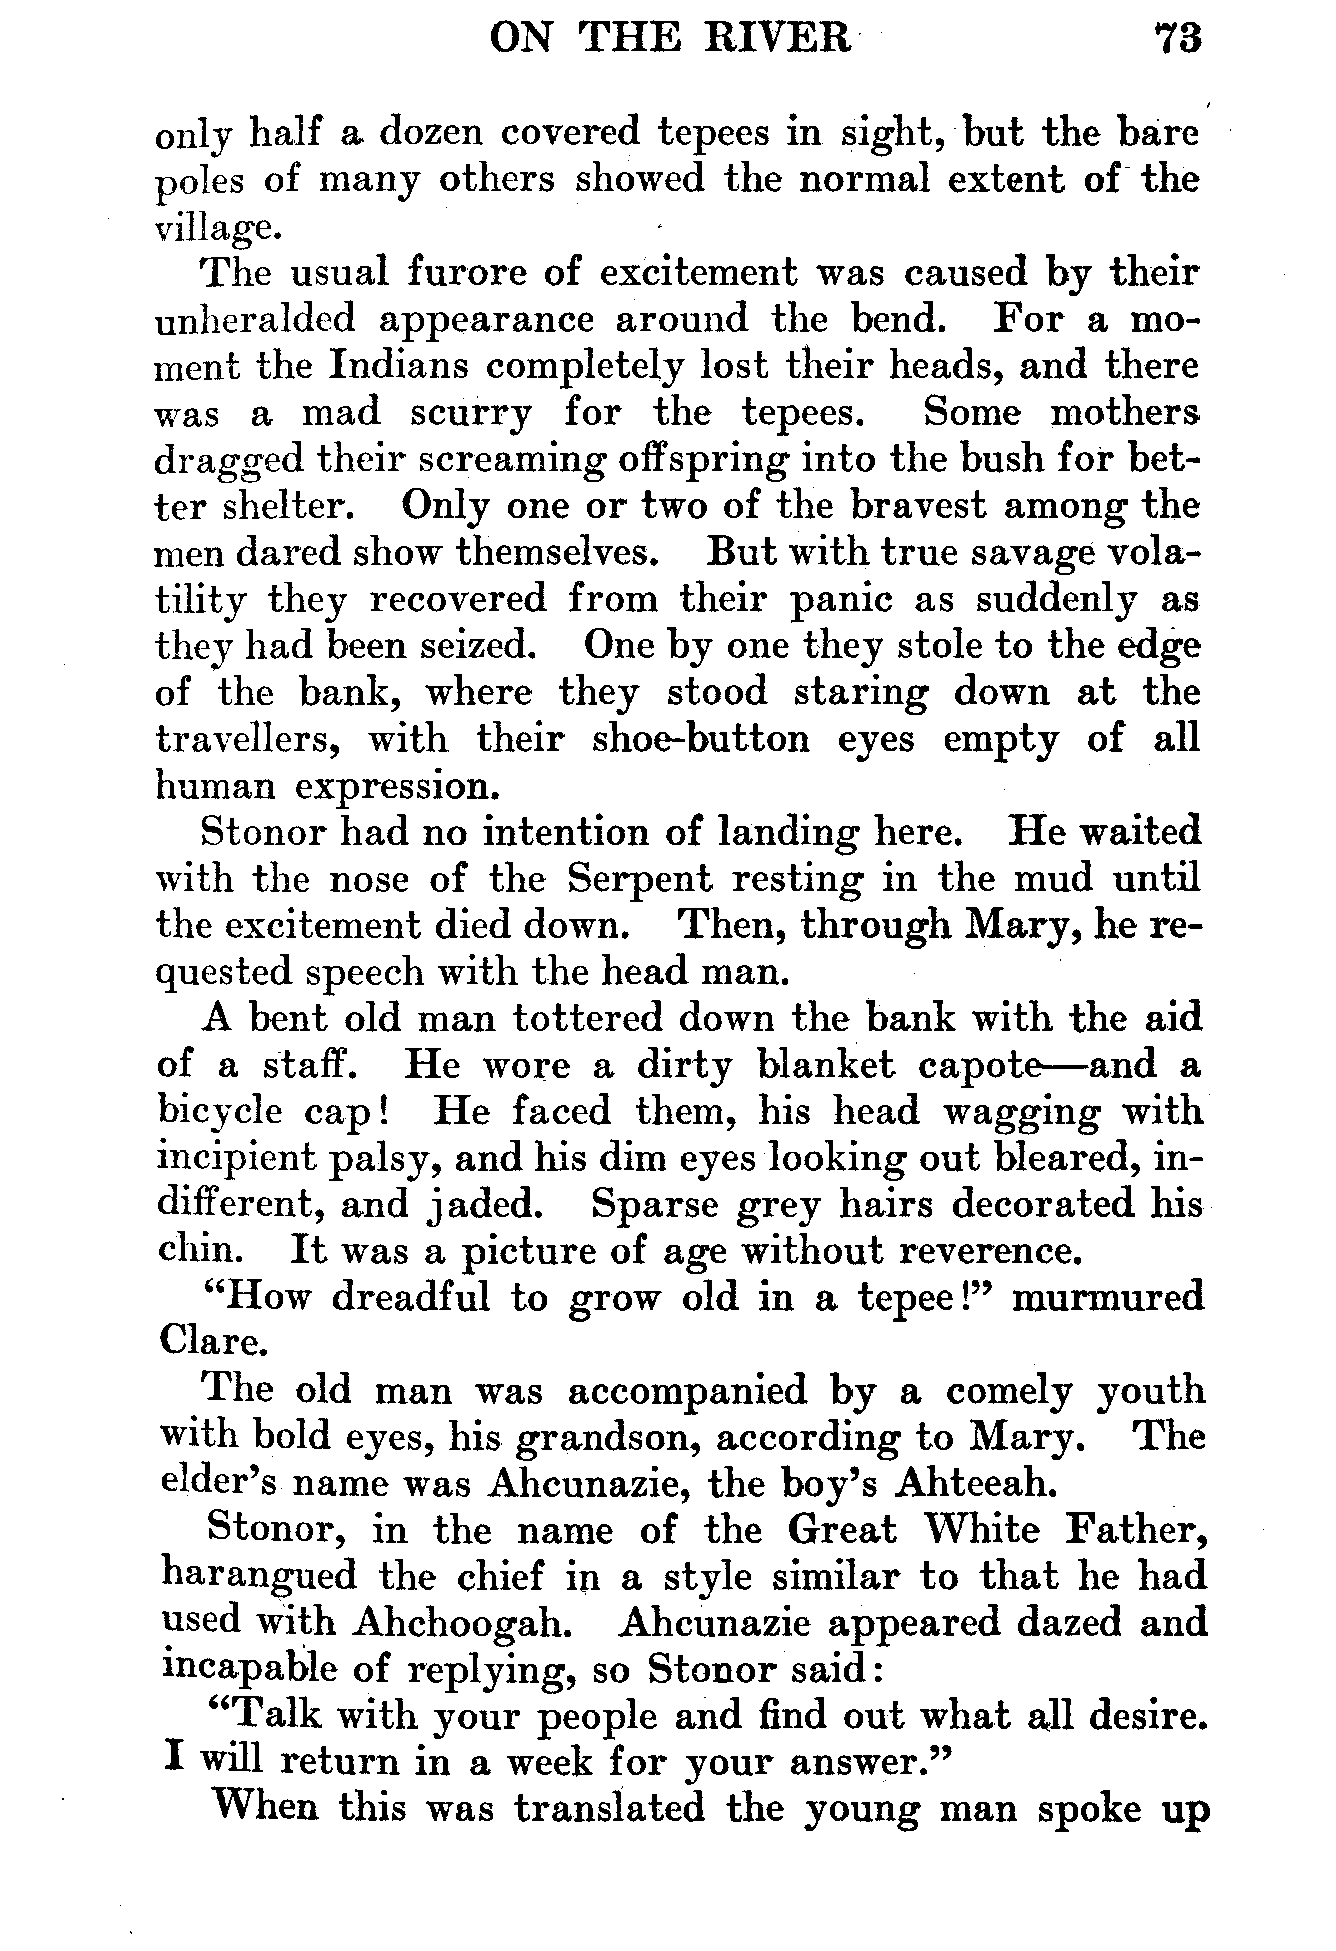 ON THE RIVER 73
only half a dozen covered tepees in sight, but the bare
poles of many others showed the normal extent of the
village.
The usual furore of excitement was caused by their
unheralded appearance around the bend. For a mo-
ment the Indians completely lost their heads, and there
was a mad scurry for the tepees. Some mothers
dragged their screaming offspring into the bush for bet-
ter shelter. Only one or two of the bravest among the
men dared show themselves. But with true savage vola-
tility they recovered from their panic as suddenly as
they had been seized. One by one they stole to the edge
of the bank, where they stood staring down at the
travellers, with their shoe-button eyes empty of all
human expression.
Stonor had no intention of landing here. He waited
with the nose of the Serpent resting in the mud until
the excitement died down. Then, through Mary, he re-
quested speech with the head man.
A bent old man tottered down the bank with the aid
of a staff. He wore a dirty blanket capote—and a
bicycle cap! He faced them, his head wagging with
incipient palsy, and his dim eyes looking out bleared, in-
different, and jaded. Sparse grey hairs decorated his
chin. It was a picture of age without reverence.
"How dreadful to grow old in a tepee!" murmured
Clare.
The old man was accompanied by a comely youth
with bold eyes, his grandson, according to Mary. The
elder's name was Ahcunazie, the boy's Ahteeah.
Stonor, in the name of the Great White Father,
harangued the chief in a style similar to that he had
used with Ahchoogah. Ahcunazie appeared dazed and
incapable of replying, so Stonor said:
"Talk with your people and find out what all desire.
I will return in a week for your answer."
When this was translated the young man spoke up